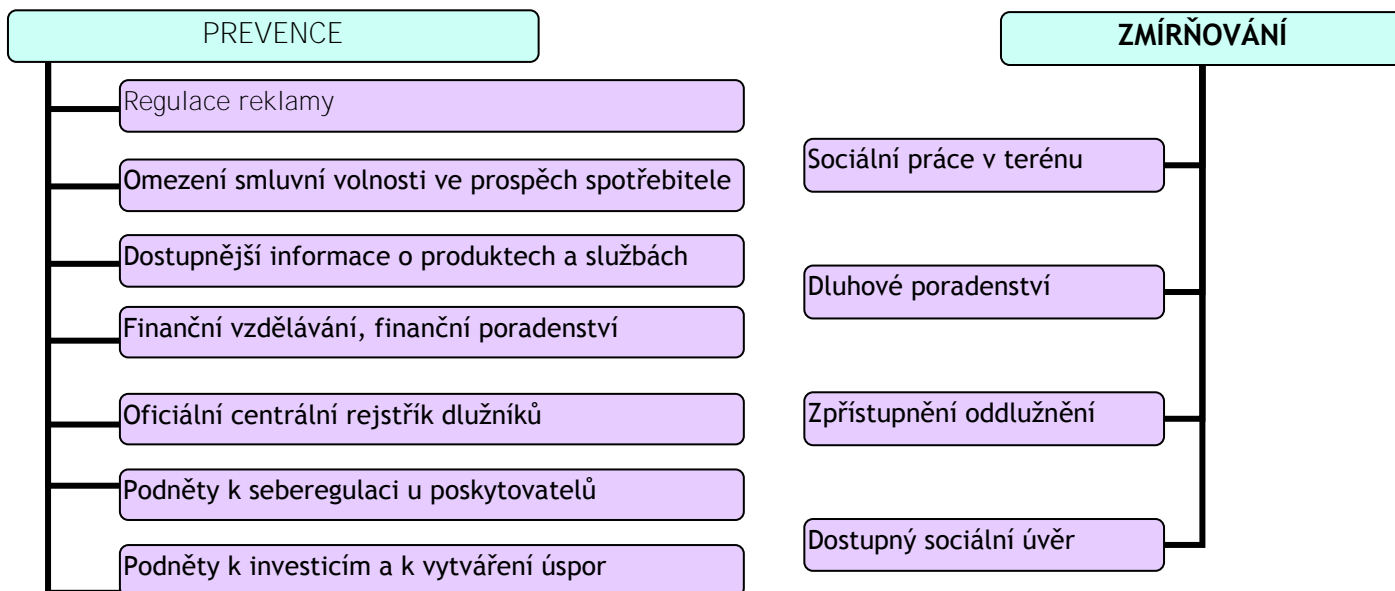 PREVENCE
Regulace reklamy
Omezení smluvní volnosti ve prospěch spotřebitele
Dostupnější informace o produktech a službách
Finanční vzdělávání, finanční poradenství
Oficiální centrální rejstřík dlužníků
Podněty k seberegulaci u poskytovatelů
Podněty k investicím a k vytváření úspor
ZMÍRŇOVÁNÍ
Sociální práce v terénu
Dluhové poradenství
Zpřístupnění oddlužnění
Dostupný sociální úvěr